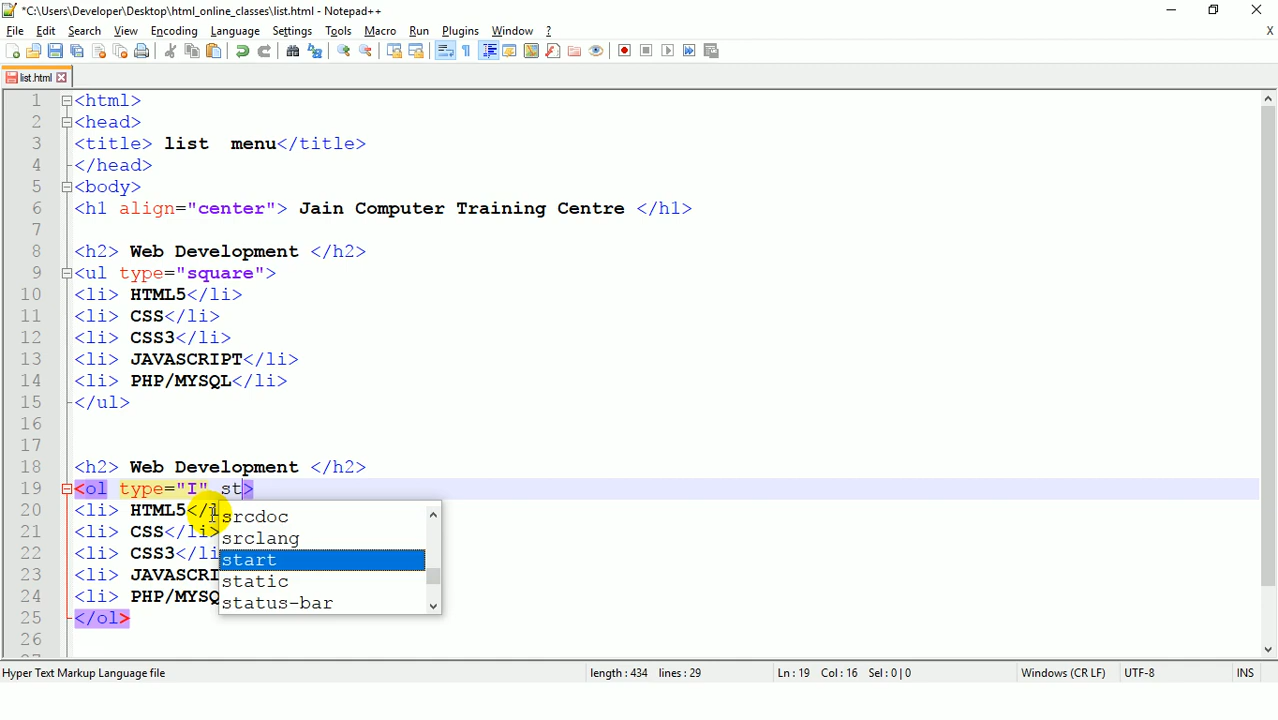 *C:\Users\Developer\Desktop\html_online_classes\list.html - Notepad++
File Edit Search View Encoding Language Settings Tools Macro Run Plugins Window ? X
list.html
1 <html>
2 <head>
3 <title> list  menu</title>
4 </head>
5 <body>
6 <h1 align="center"> Jain Computer Training Centre </h1>
7
8 <h2> Web Development </h2>
9 <ul type="square">
10 <li> HTML5</li>
11 <li> CSS</li>
12 <li> CSS3</li>
13 <li> JAVASCRIPT</li>
14 <li> PHP/MYSQL</li>
15 </ul>
16
17
18 <h2> Web Development </h2>
19 <ol type="I" st>
20 <li> HTML5</l
21 <li> CSS</li>
22 <li> CSS3</li
23 <li> JAVASCRI
24 <li> PHP/MYSQ
25 </ol>
26
srcdoc
srclang
start
static
status-bar
Hyper Text Markup Language file length : 434 lines : 29 Ln : 19 Col : 16 Sel : 0 | 0 Windows (CR LF) UTF-8 INS